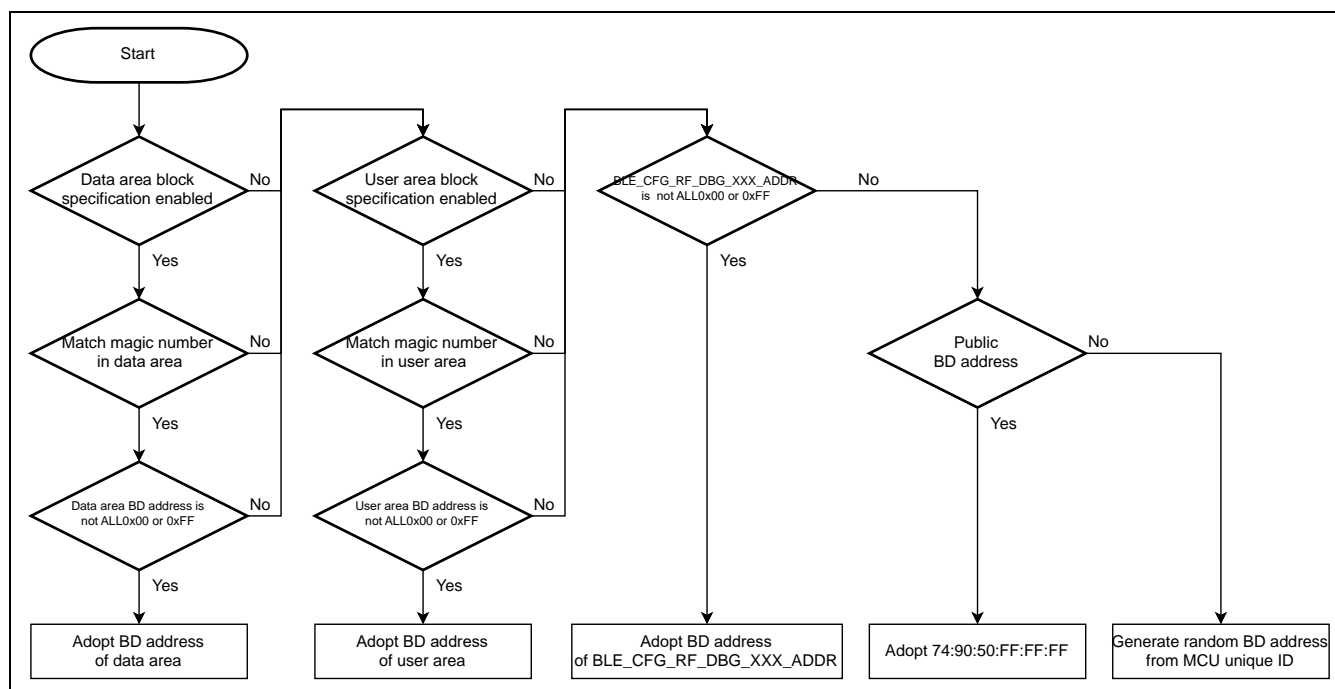 Start
Data area block
specification enabled
No
Yes
Match magic number
in data area
No
Yes
Data area BD address is
not ALL0x00 or 0xFF
No
Yes
Adopt BD address
of data area
User area block
specification enabled
No
Yes
Match magic number
in user area
No
Yes
User area BD address is
not ALL0x00 or 0xFF
No
Yes
Adopt BD address
of user area
BLE_CFG_RF_DBG_XXX_ADDR
is not ALL0x00 or 0xFF
No
Yes
Adopt BD address
of BLE_CFG_RF_DBG_XXX_ADDR
Public
BD address
No
Yes
Adopt 74:90:50:FF:FF:FF
Generate random BD address
from MCU unique ID